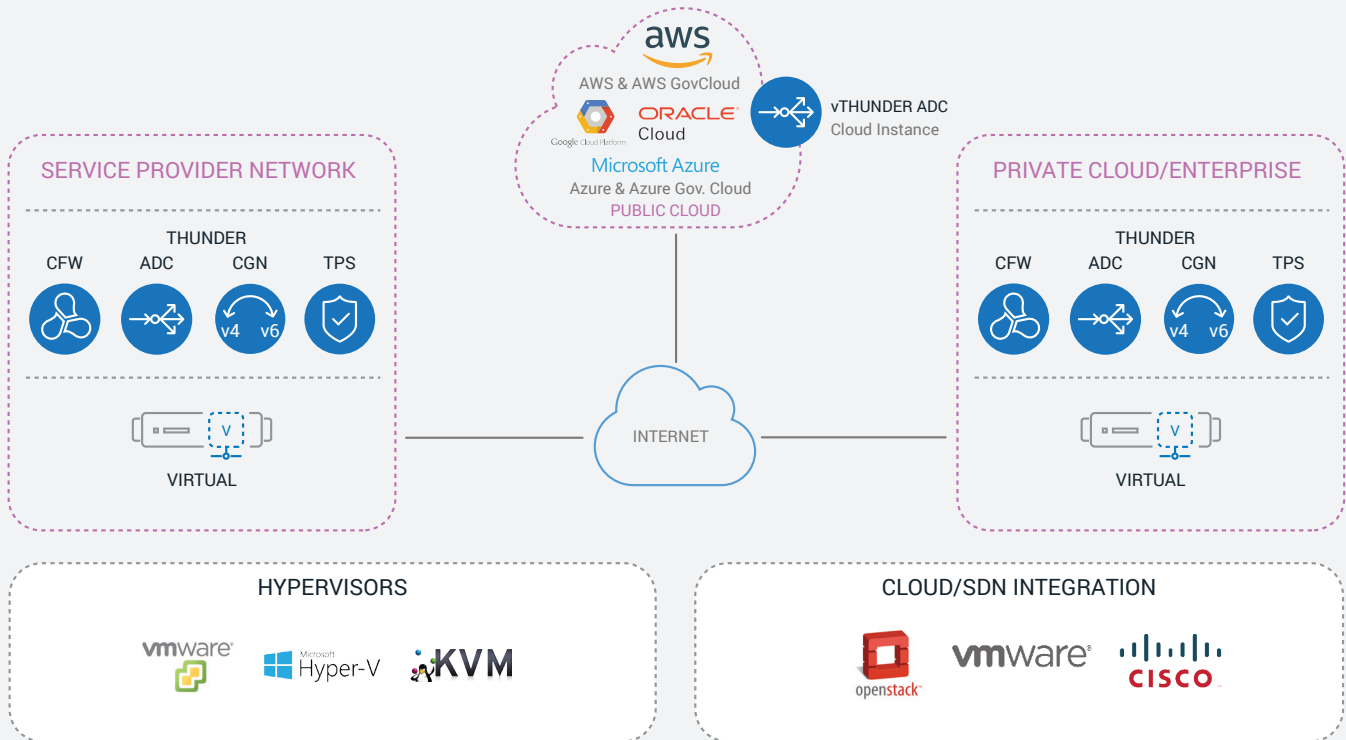 aws
AWS & AWS GovCloud
Google Cloud Platform
ORACLE®
Cloud
Microsoft Azure
Azure & Azure Gov. Cloud
PUBLIC CLOUD
vTHUNDER ADC
Cloud Instance
SERVICE PROVIDER NETWORK
THUNDER
CFW ADC CGN TPS
v4 v6
V
VIRTUAL
INTERNET
PRIVATE CLOUD/ENTERPRISE
THUNDER
CFW ADC CGN TPS
v4 v6
V
VIRTUAL
HYPERVISORS
vmware®
Microsoft
Hyper-V
KVM
CLOUD/SDN INTEGRATION
openstack™
vmware®
CISCO